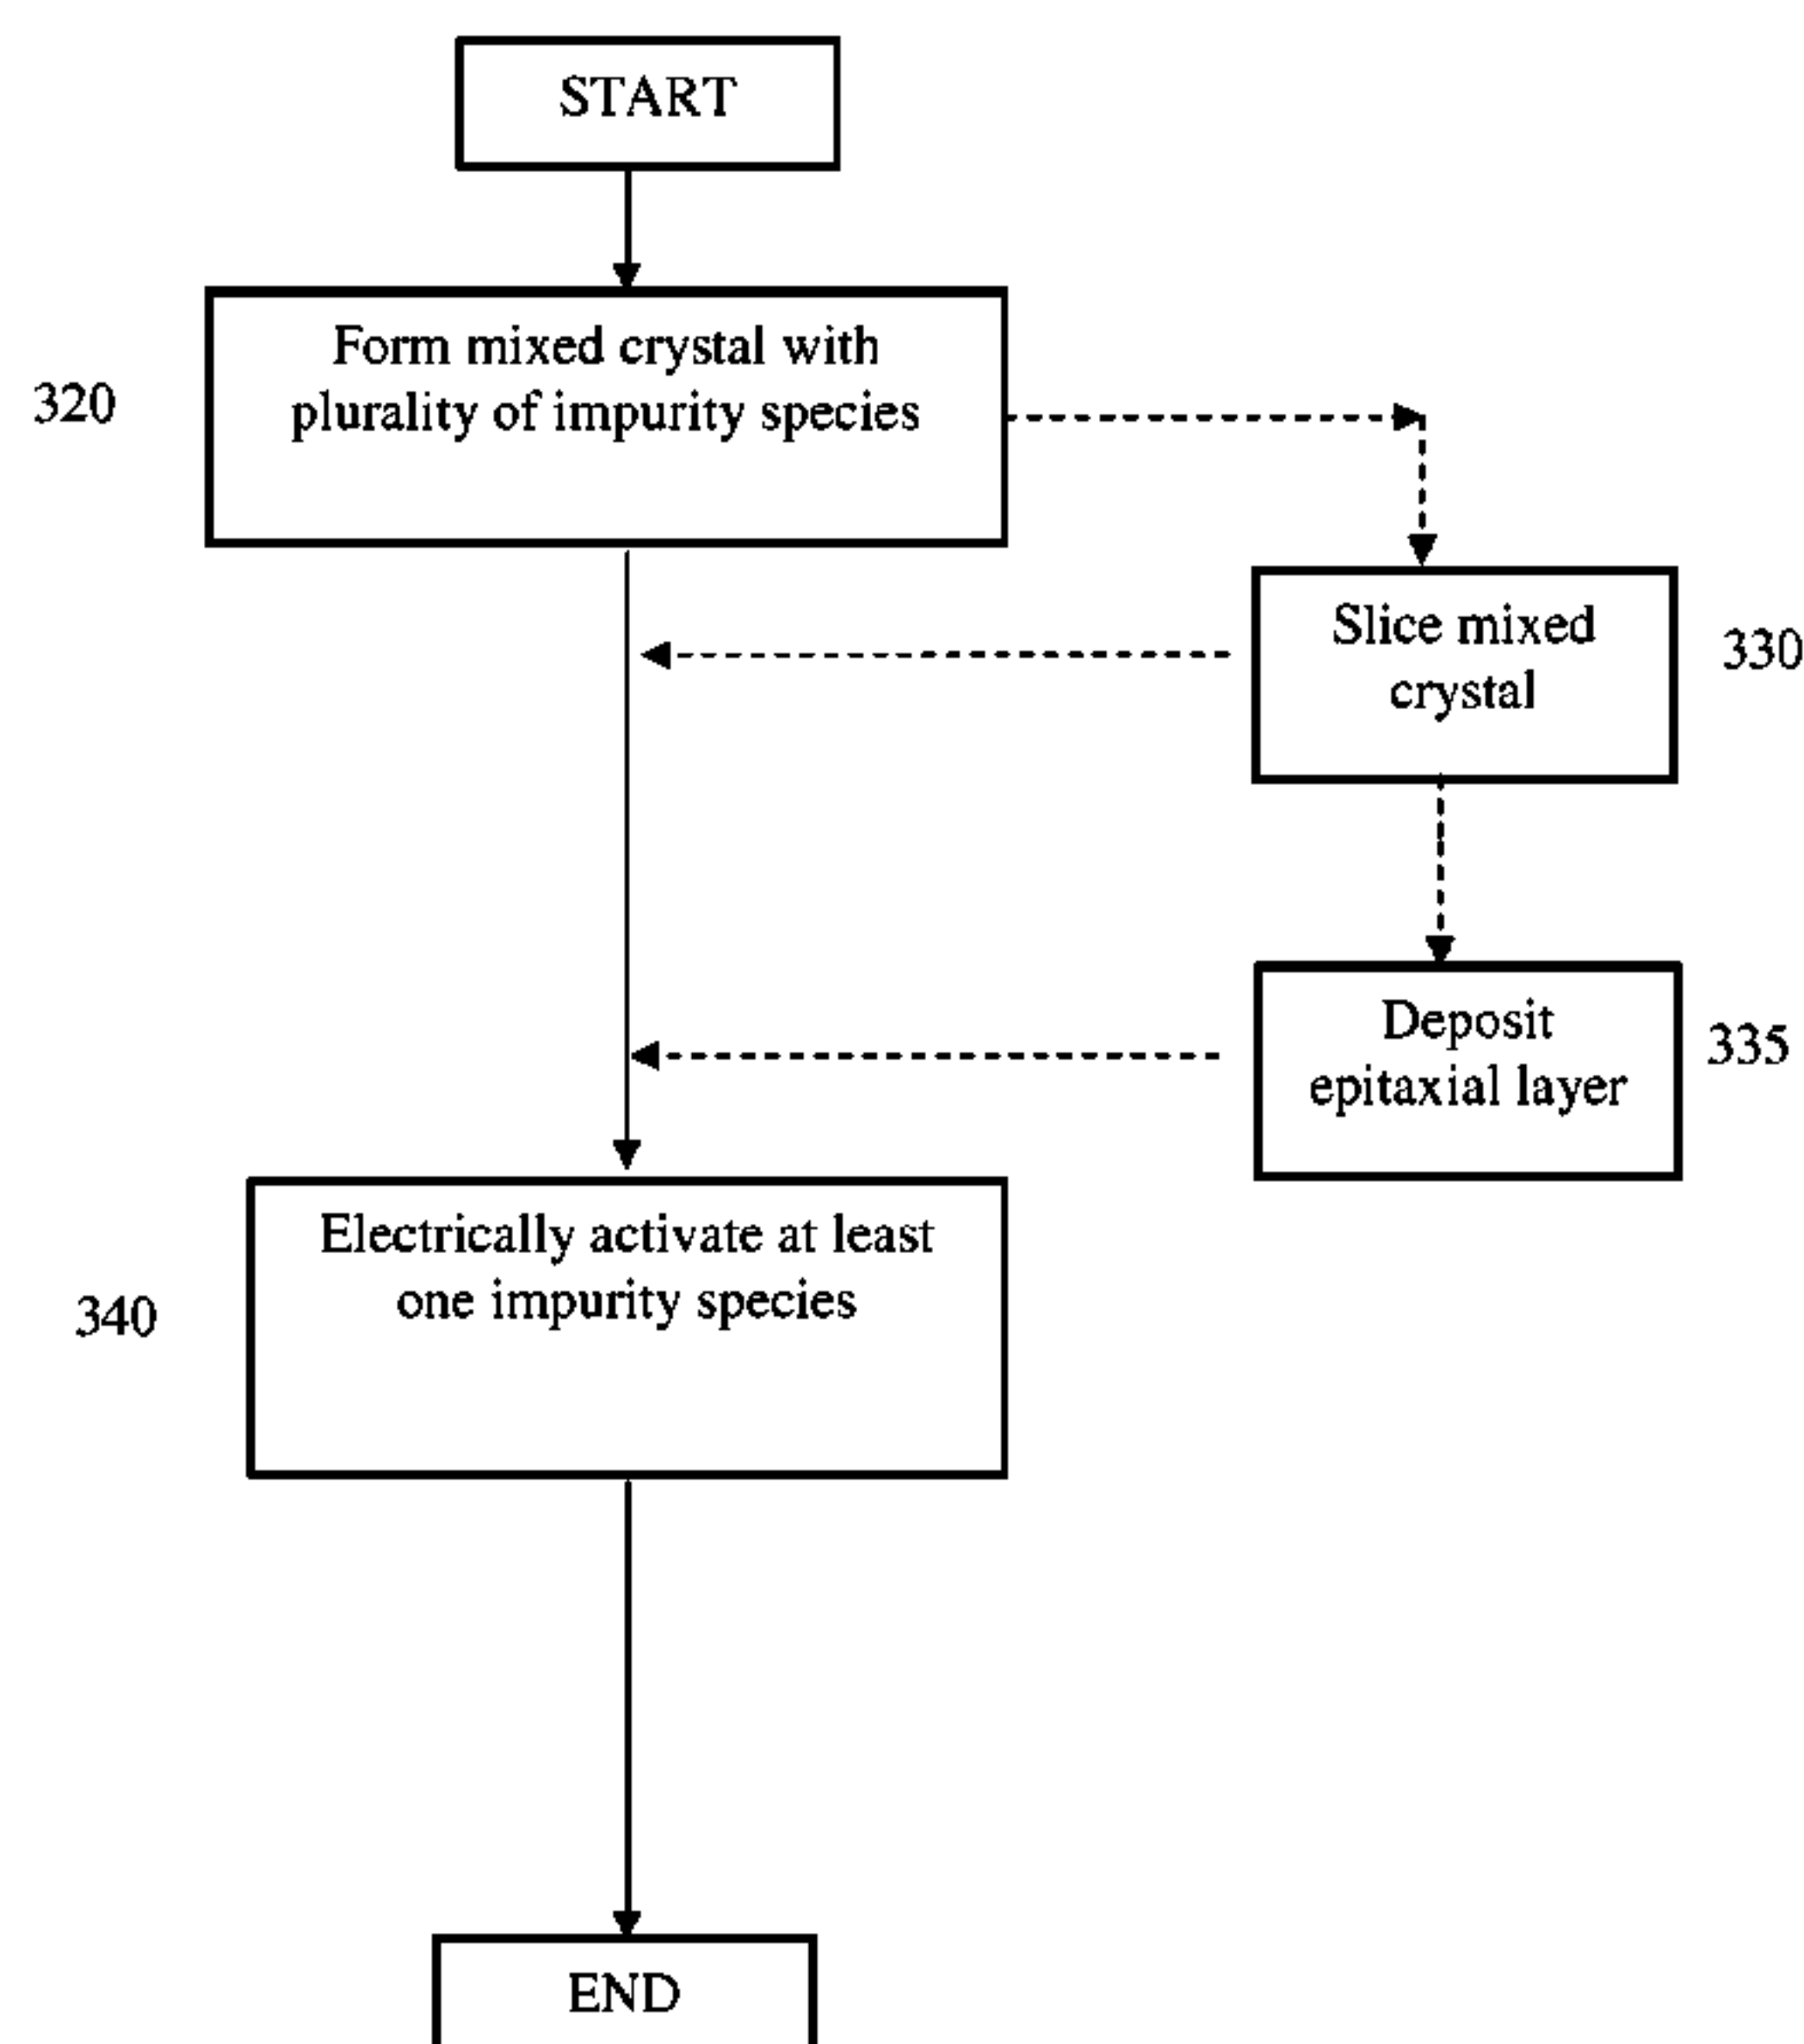 START
320
Form mixed crystal with
plurality of impurity species
Slice mixed
crystal
330
Deposit
epitaxial layer
335
340
Electrically activate at least
one impurity species
END